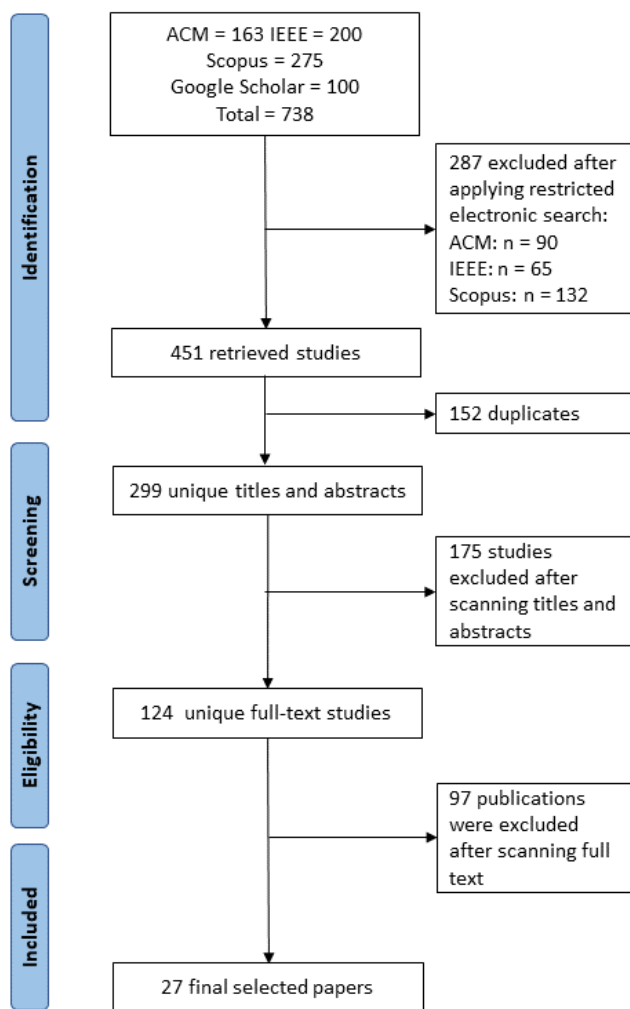 ACM = 163 IEEE = 200
Scopus = 275
Google Scholar = 100
Total = 738
Identification
287 excluded after
applying restricted
electronic search:
ACM: n = 90
IEEE: n = 65
Scopus: n = 132
451 retrieved studies
152 duplicates
Screening
299 unique titles and abstracts
175 studies
excluded after
scanning titles and
abstracts
Eligibility
124 unique full-text studies
97 publications
were excluded
after scanning full
text
Included
27 final selected papers